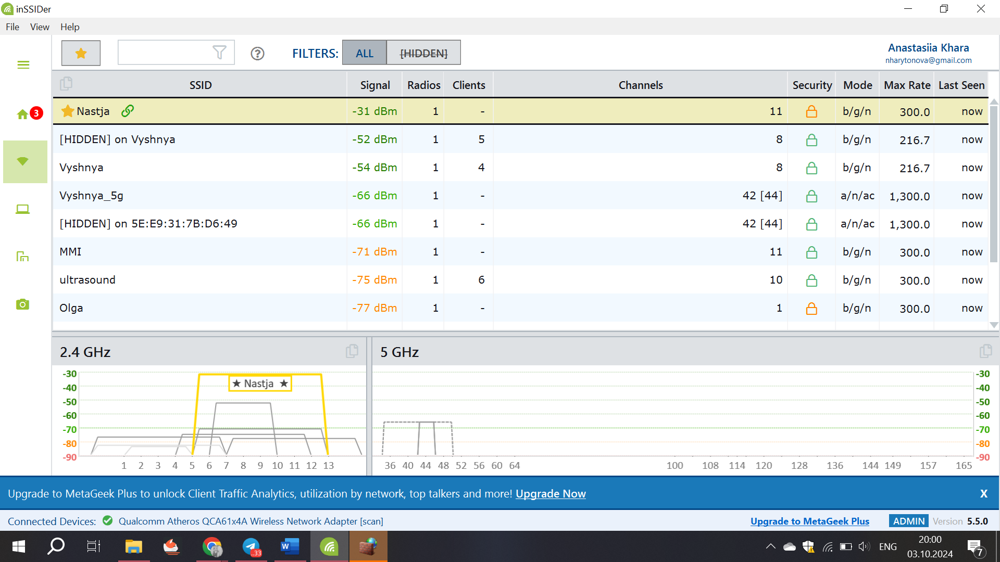 inSSIDer
File View Help
FILTERS: ALL [HIDDEN]
Anastasiia Khara
nharytonova@gmail.com
SSID Signal Radios Clients Channels Security Mode Max Rate Last Seen
3
Nastja -31 dBm 1 - 11 b/g/n 300.0 now
[HIDDEN] on Vyshnya -52 dBm 1 5 8 b/g/n 216.7 now
Vyshnya -54 dBm 1 4 8 b/g/n 216.7 now
Vyshnya_5g -66 dBm 1 - 42 [44] a/n/ac 1,300.0 now
[HIDDEN] on 5E:E9:31:7B:D6:49 -66 dBm 1 - 42 [44] a/n/ac 1,300.0 now
MMI -71 dBm 1 - 11 b/g/n 300.0 now
ultrasound -75 dBm 1 6 10 b/g/n 300.0 now
Olga -77 dBm 1 - 1 b/g/n 300.0 now
2.4 GHz
-30
-40
-50
-60
-70
-80
-90
★ Nastja ★
1 2 3 4 5 6 7 8 9 10 11 12 13
5 GHz
-30
-40
-50
-60
-70
-80
-90
36 40 44 48 52 56 60 64 100 108 114 120 128 136 144 149 157 165
Upgrade to MetaGeek Plus to unlock Client Traffic Analytics, utilization by network, top talkers and more! Upgrade Now X
Connected Devices: Qualcomm Atheros QCA61x4A Wireless Network Adapter [scan] Upgrade to MetaGeek Plus ADMIN Version 5.5.0
..33
W
ENG
20:00
03.10.2024
7